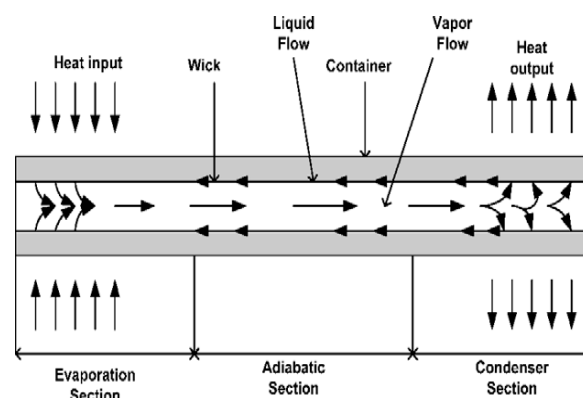 Liquid
Flow
Vapor
Flow
Heat
output
Heat input
Wick
Container
Evaporation
Section
Adiabatic
Section
Condenser
Section